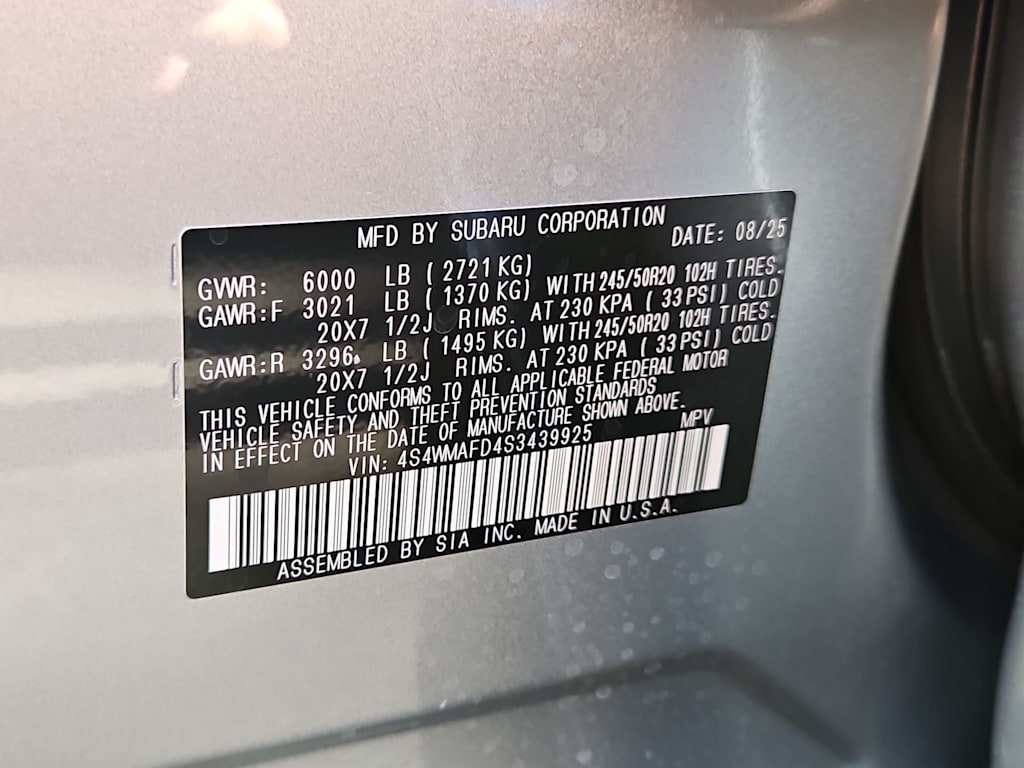 MFD BY SUBARU CORPORATION DATE: 08/25
GVWR: 6000 LB ( 2721 KG)
GAWR:F 3021 LB ( 1370 KG) WITH 245/50R20 102H TIRES.
20X7 1/2J RIMS. AT 230 KPA ( 33 PSI) COLD
GAWR:R 3296 LB ( 1495 KG) WITH 245/50R20 102H TIRES.
20X7 1/2J RIMS. AT 230 KPA ( 33 PSI) COLD
THIS VEHICLE CONFORMS TO ALL APPLICABLE FEDERAL MOTOR
VEHICLE SAFETY AND THEFT PREVENTION STANDARDS
IN EFFECT ON THE DATE OF MANUFACTURE SHOWN ABOVE.
VIN: 4S4WMAFD4S3439925 MPV
ASSEMBLED BY SIA INC. MADE IN U.S.A.